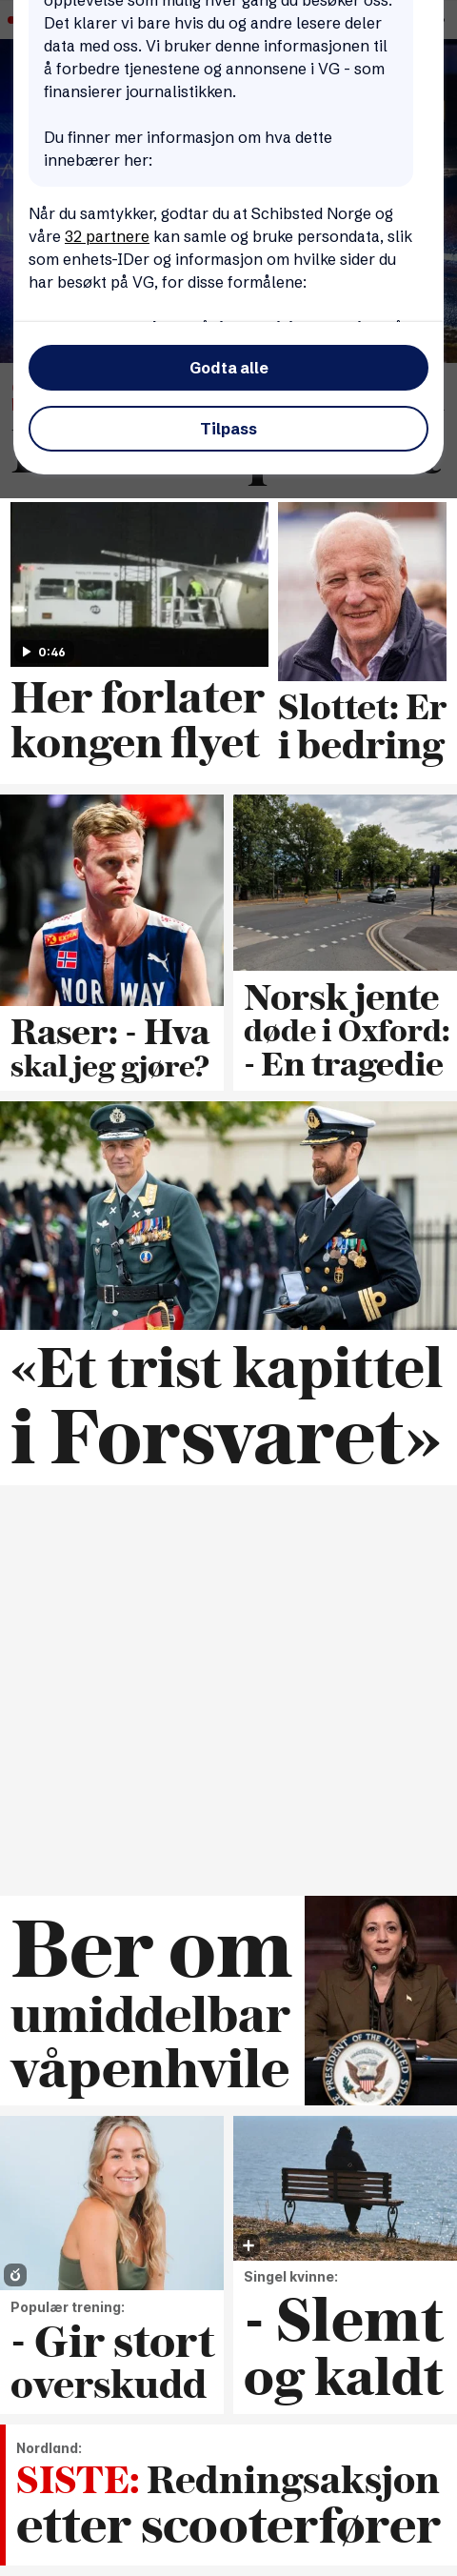 opplevelse som mulig hver gang du besøker oss.
Det klarer vi bare hvis du og andre lesere deler
data med oss. Vi bruker denne informasjonen til
å forbedre tjenestene og annonsene i VG - som
finansierer journalistikken.
Du finner mer informasjon om hva dette
innebærer her:
Når du samtykker, godtar du at Schibsted Norge og
våre 32 partnere kan samle og bruke persondata, slik
som enhets-IDer og informasjon om hvilke sider du
har besøkt på VG, for disse formålene:
Godta alle
Tilpass
0:46
Her forlater
kongen flyet
Slottet: Er
i bedring
NORWAY
Raser: - Hva
skal jeg gjøre?
Norsk jente
døde i Oxford:
- En tragedie
«Et trist kapittel
i Forsvaret»
Ber om
umiddelbar
våpenhvile
Populær trening:
- Gir stort
overskudd
Singel kvinne:
- Slemt
og kaldt
Nordland:
SISTE: Redningsaksjon
etter scooterfører